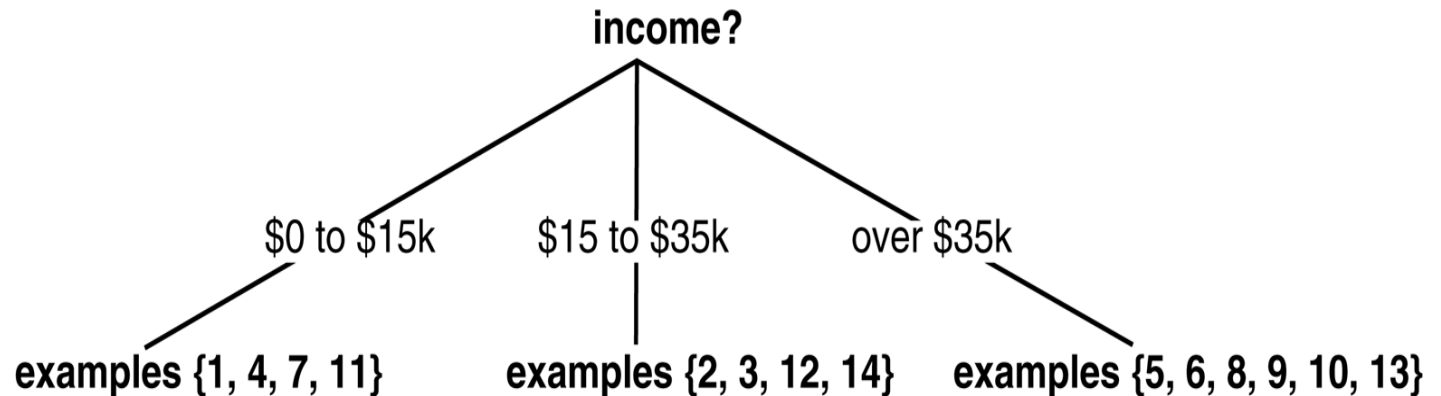 income?
$0 to $15k
$15 to $35k
over $35k
examples {1, 4, 7, 11}
examples {2, 3, 12, 14}
examples {5, 6, 8, 9, 10, 13}